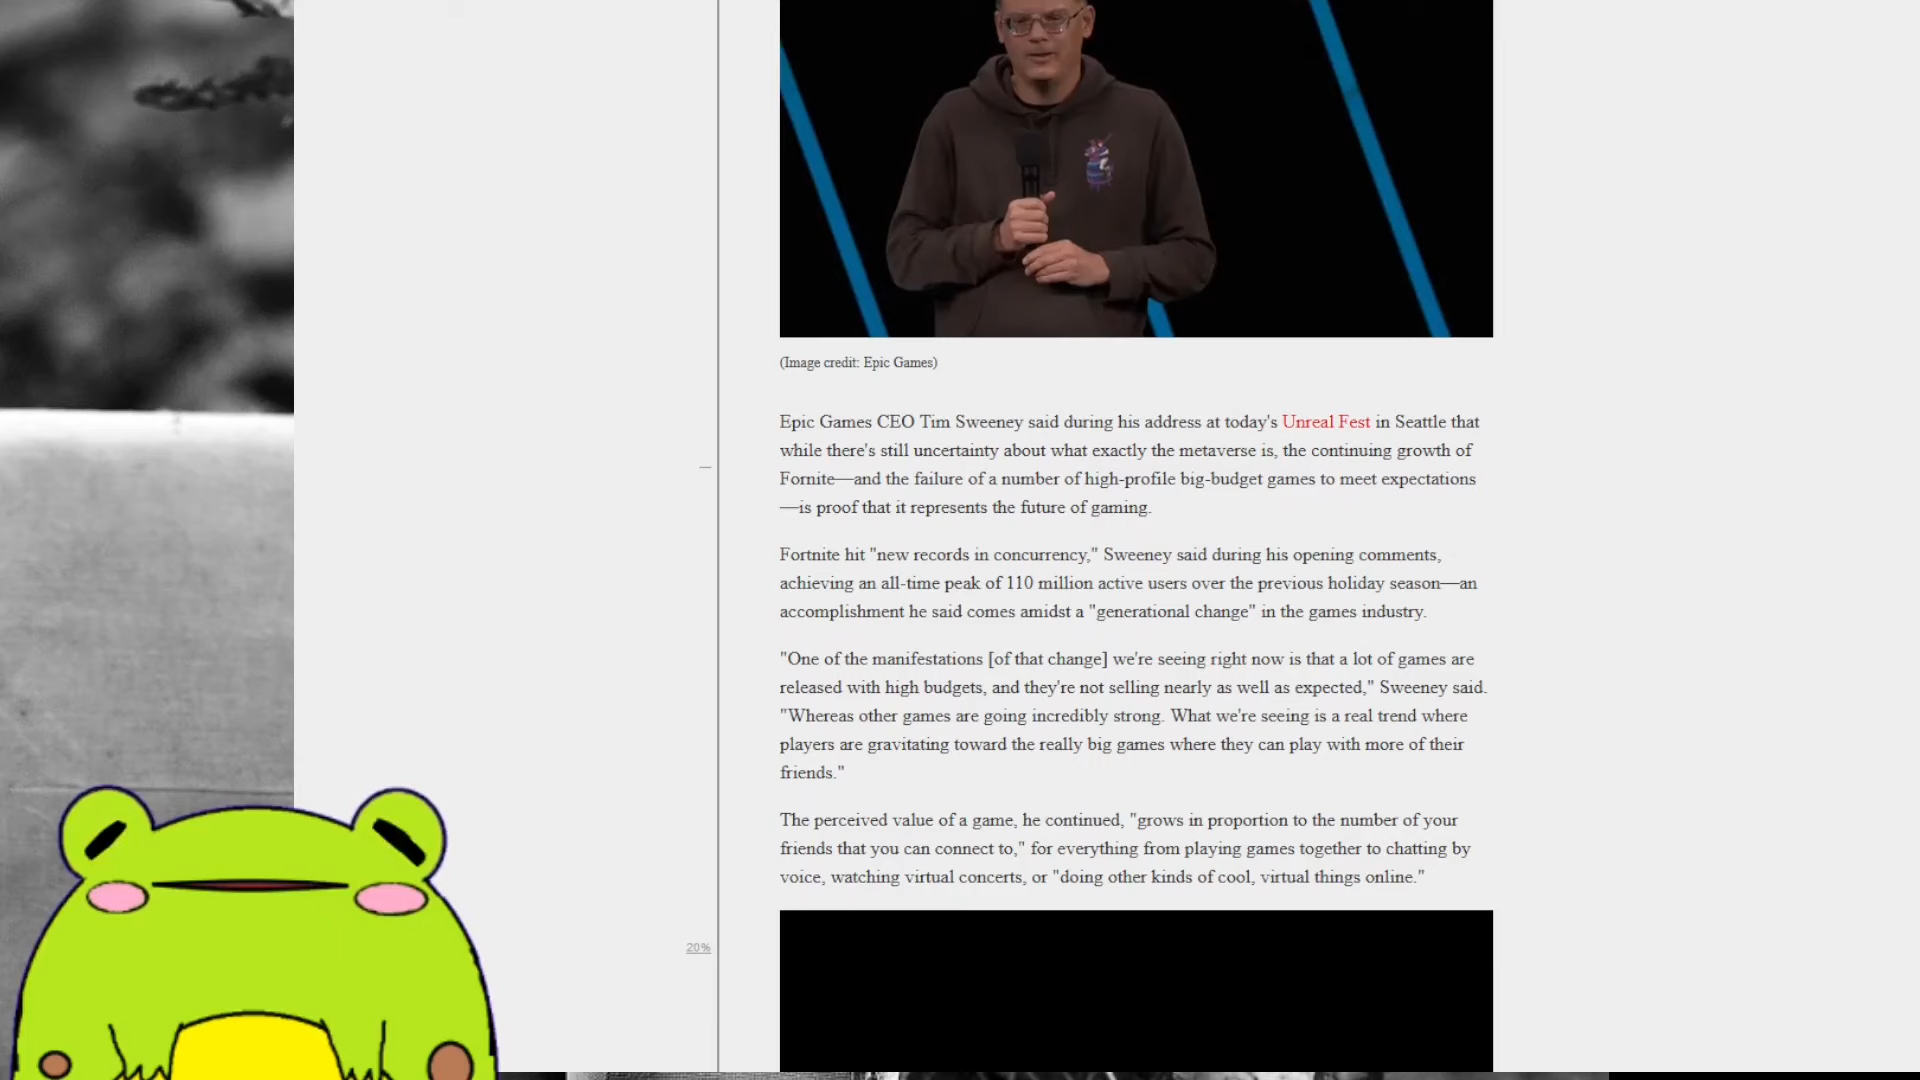 (Image credit: Epic Games)
Epic Games CEO Tim Sweeney said during his address at today's Unreal Fest in Seattle that
while there's still uncertainty about what exactly the metaverse is, the continuing growth of
Fornite—and the failure of a number of high-profile big-budget games to meet expectations
—is proof that it represents the future of gaming.
Fortnite hit "new records in concurrency," Sweeney said during his opening comments,
achieving an all-time peak of 110 million active users over the previous holiday season—an
accomplishment he said comes amidst a "generational change" in the games industry.
"One of the manifestations [of that change] we're seeing right now is that a lot of games are
released with high budgets, and they're not selling nearly as well as expected," Sweeney said.
"Whereas other games are going incredibly strong. What we're seeing is a real trend where
players are gravitating toward the really big games where they can play with more of their
friends."
The perceived value of a game, he continued, "grows in proportion to the number of your
friends that you can connect to," for everything from playing games together to chatting by
voice, watching virtual concerts, or "doing other kinds of cool, virtual things online."
20%